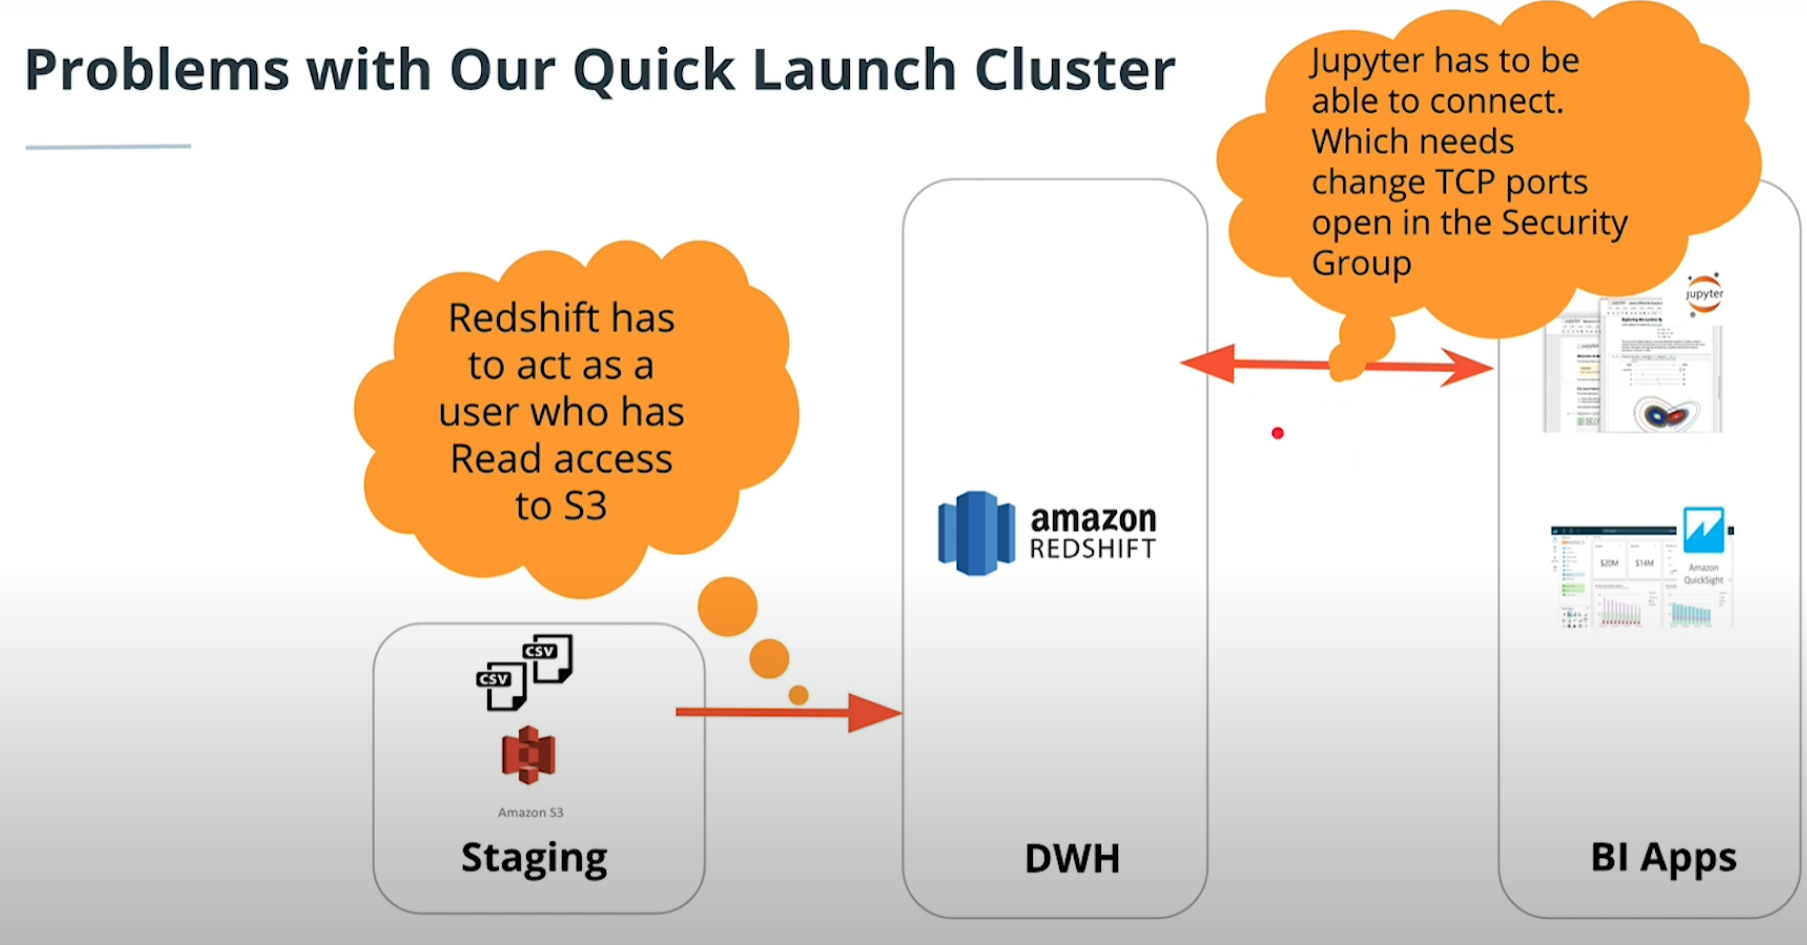 Problems with Our Quick Launch Cluster
Jupyter has to be
able to connect.
Which needs
change TCP ports
open in the Security
Group
Redshift has
to act as a
user who has
Read access
to S3
jupyter
amazon
REDSHIFT
$20M
$14M
Amazon
QuickSight
CSV
CSV
Amazon S3
Staging
DWH
BI Apps